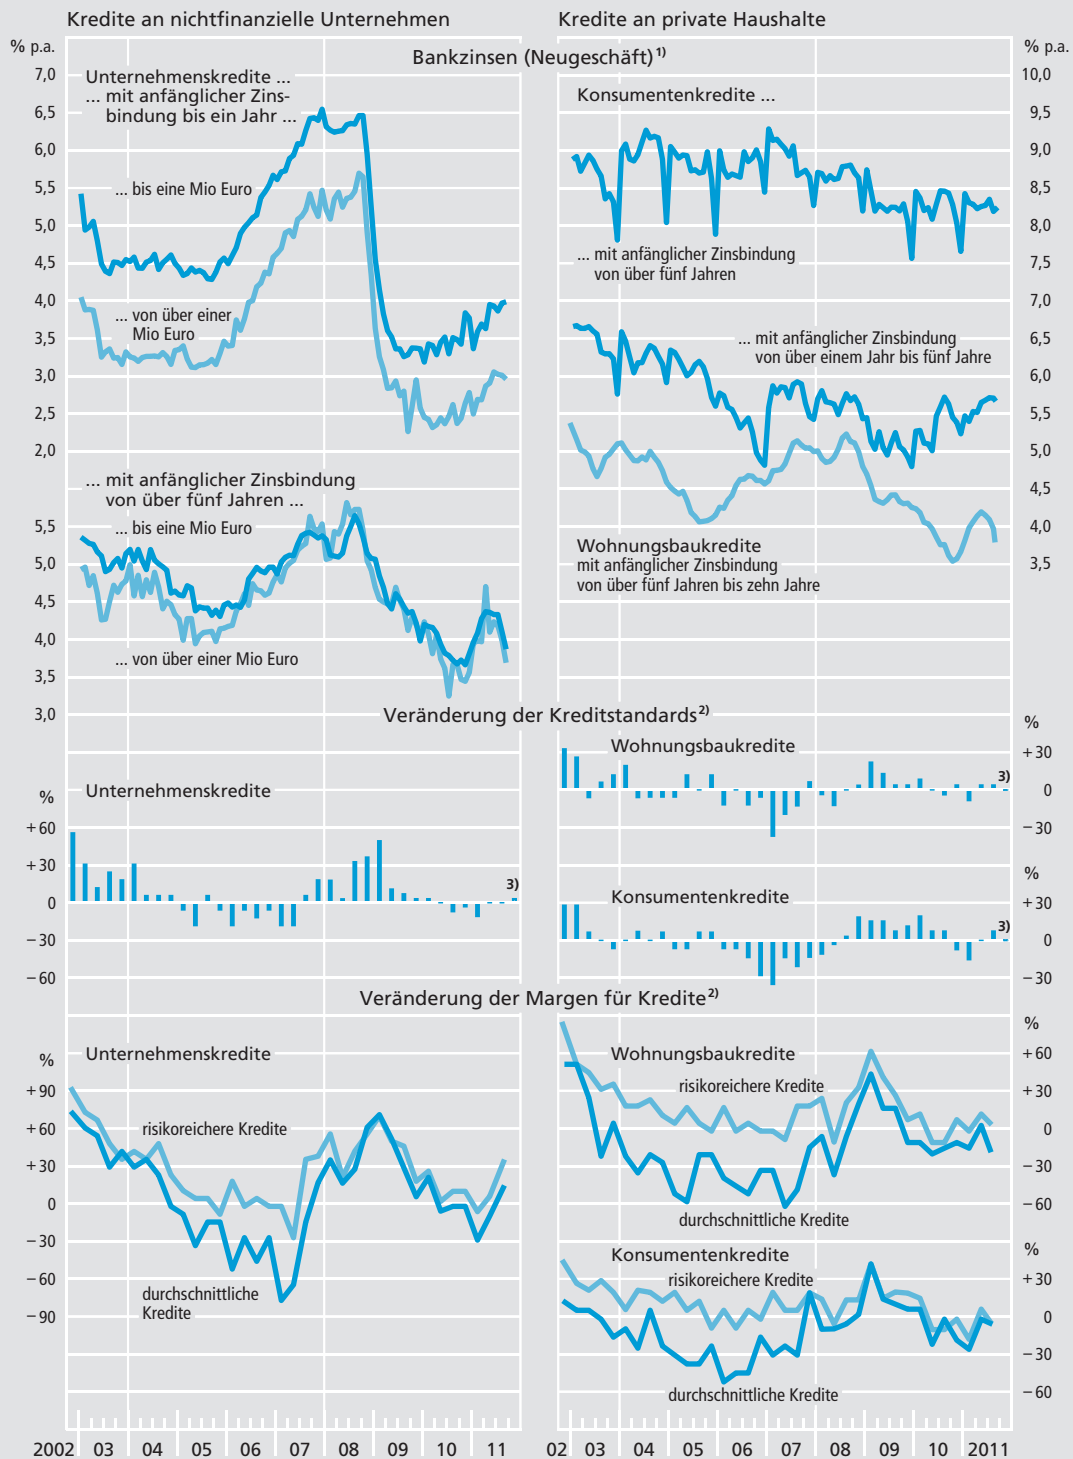 Kredite an nichtfinanzielle Unternehmen
Kredite an private Haushalte
% p.a.
Bankzinsen (Neugeschäft)1)
% p.a.
7,0
6,5
6,0
5,5
5,0
4,5
4,0
3,5
3,0
2,5
2,0
Unternehmenskredite ...
... mit anfänglicher Zins-
bindung bis ein Jahr ...
... bis eine Mio Euro
... von über einer
Mio Euro
... mit anfänglicher Zinsbindung
von über fünf Jahren ...
... bis eine Mio Euro
... von über einer Mio Euro
5,5
5,0
4,5
4,0
3,5
3,0
10,0
9,5
9,0
8,5
8,0
7,5
7,0
6,5
6,0
5,5
5,0
4,5
4,0
3,5
Konsumentenkredite ...
... mit anfänglicher Zinsbindung
von über fünf Jahren
... mit anfänglicher Zinsbindung
von über einem Jahr bis fünf Jahre
Wohnungsbaukredite
mit anfänglicher Zinsbindung
von über fünf Jahren bis zehn Jahre
Veränderung der Kreditstandards2)
%
Unternehmenskredite
+ 60
+ 30
0
− 30
− 60
3)
%
Wohnungsbaukredite
+ 30
0
− 30
3)
%
Konsumentenkredite
+ 30
0
− 30
3)
Veränderung der Margen für Kredite2)
%
Unternehmenskredite
+ 90
+ 60
+ 30
0
− 30
− 60
− 90
risikoreichere Kredite
durchschnittliche
Kredite
%
Wohnungsbaukredite
+ 60
+ 30
0
− 30
− 60
risikoreichere Kredite
durchschnittliche Kredite
%
Konsumentenkredite
+ 30
0
− 30
− 60
risikoreichere Kredite
durchschnittliche Kredite
2002 03 04 05 06 07 08 09 10 11
02 03 04 05 06 07 08 09 10 2011